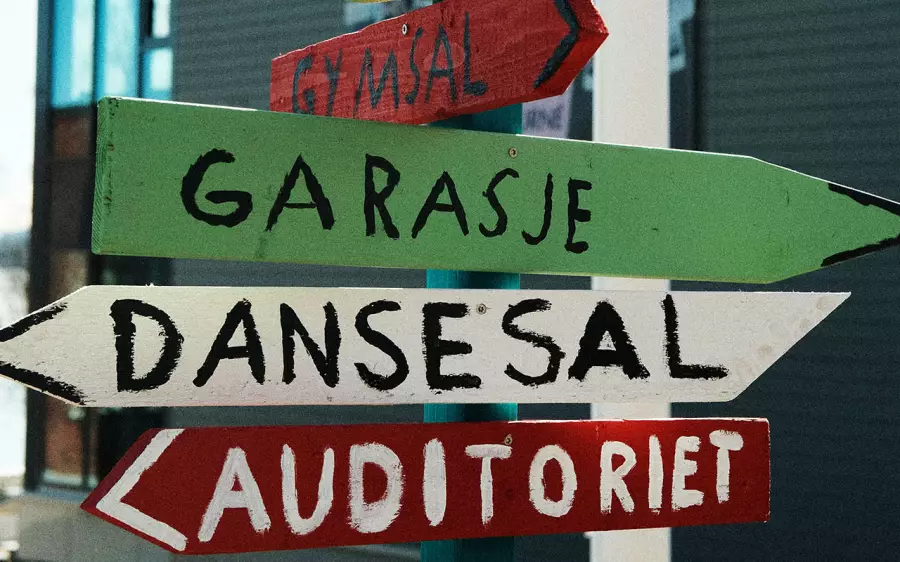 GYMSAL
GARASJE
DANSESAL
AUDITORIET